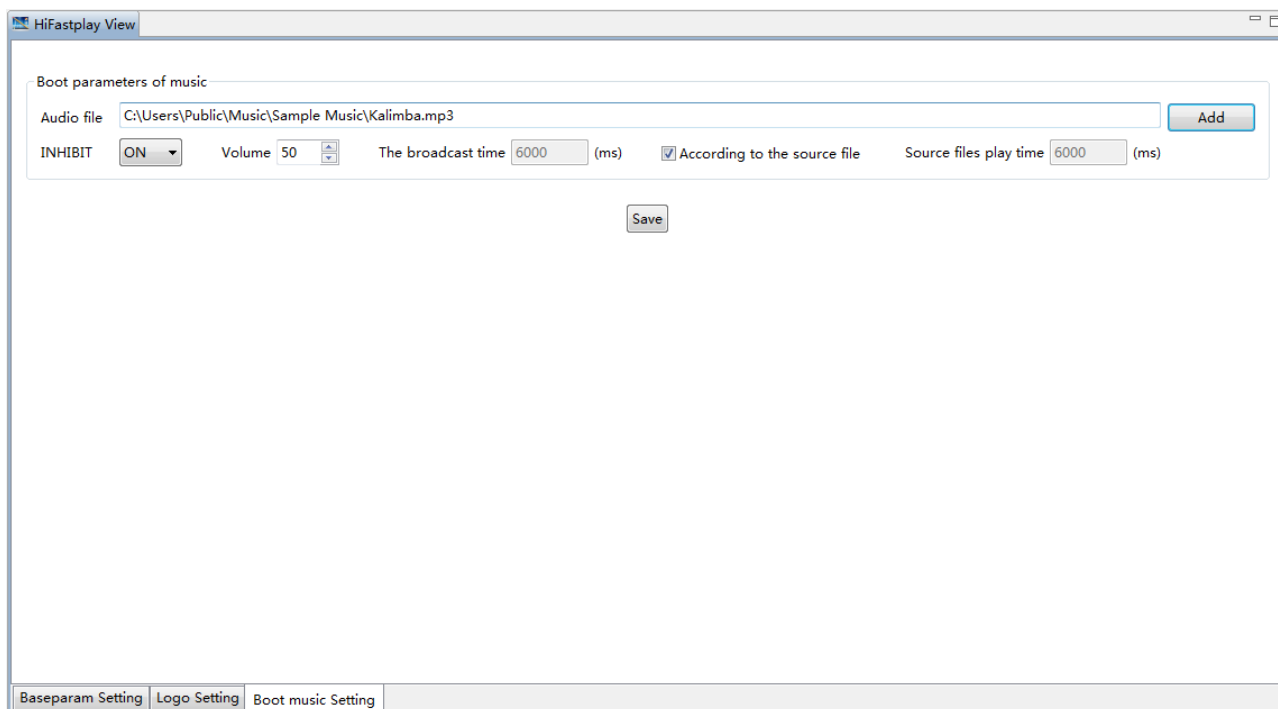 HiFastplay View
Boot parameters of music
Audio file C:\Users\Public\Music\Sample Music\Kalimba.mp3 Add
INHIBIT ON Volume 50 The broadcast time 6000 (ms) According to the source file Source files play time 6000 (ms)
Save
Baseparam Setting Logo Setting Boot music Setting